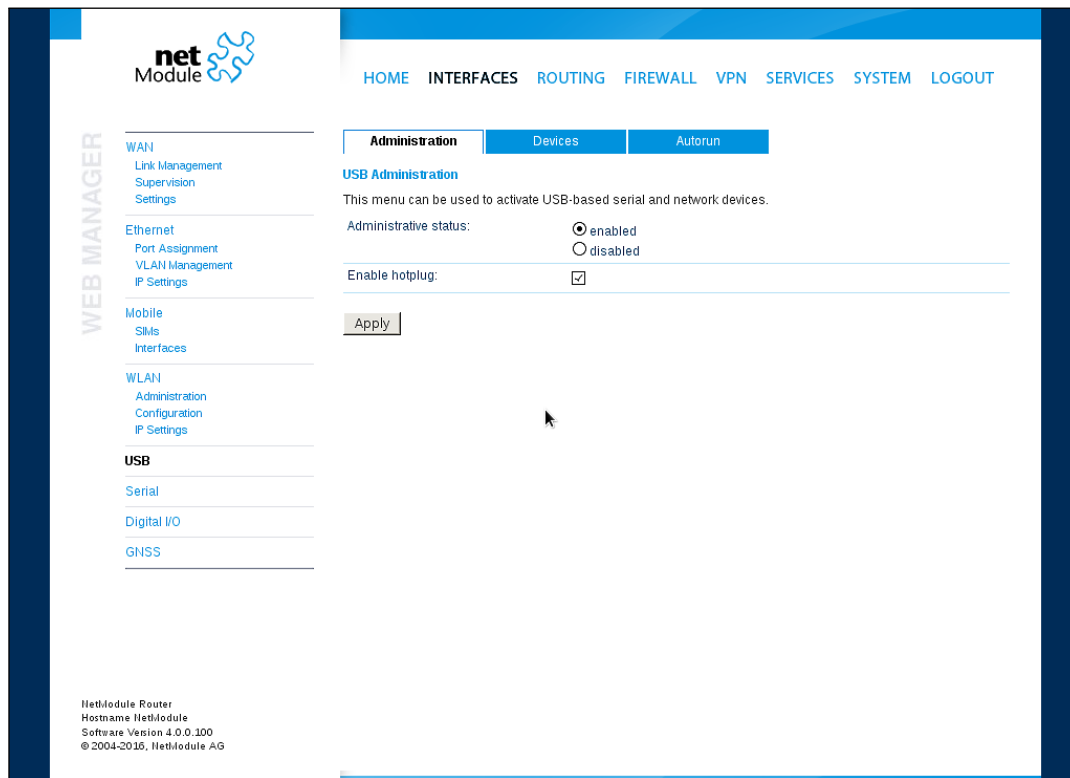 net
Module
HOME INTERFACES ROUTING FIREWALL VPN SERVICES SYSTEM LOGOUT
WEB MANAGER
WAN
Link Management
Supervision
Settings
Ethernet
Port Assignment
VLAN Management
IP Settings
Mobile
SIMs
Interfaces
WLAN
Administration
Configuration
IP Settings
USB
Serial
Digital I/O
GNSS
Administration Devices Autorun
USB Administration
This menu can be used to activate USB-based serial and network devices.
Administrative status:
enabled
disabled
Enable hotplug:
Apply
NetModule Router
Hostname NetModule
Software Version 4.0.0.100
© 2004-2016, NetModule AG